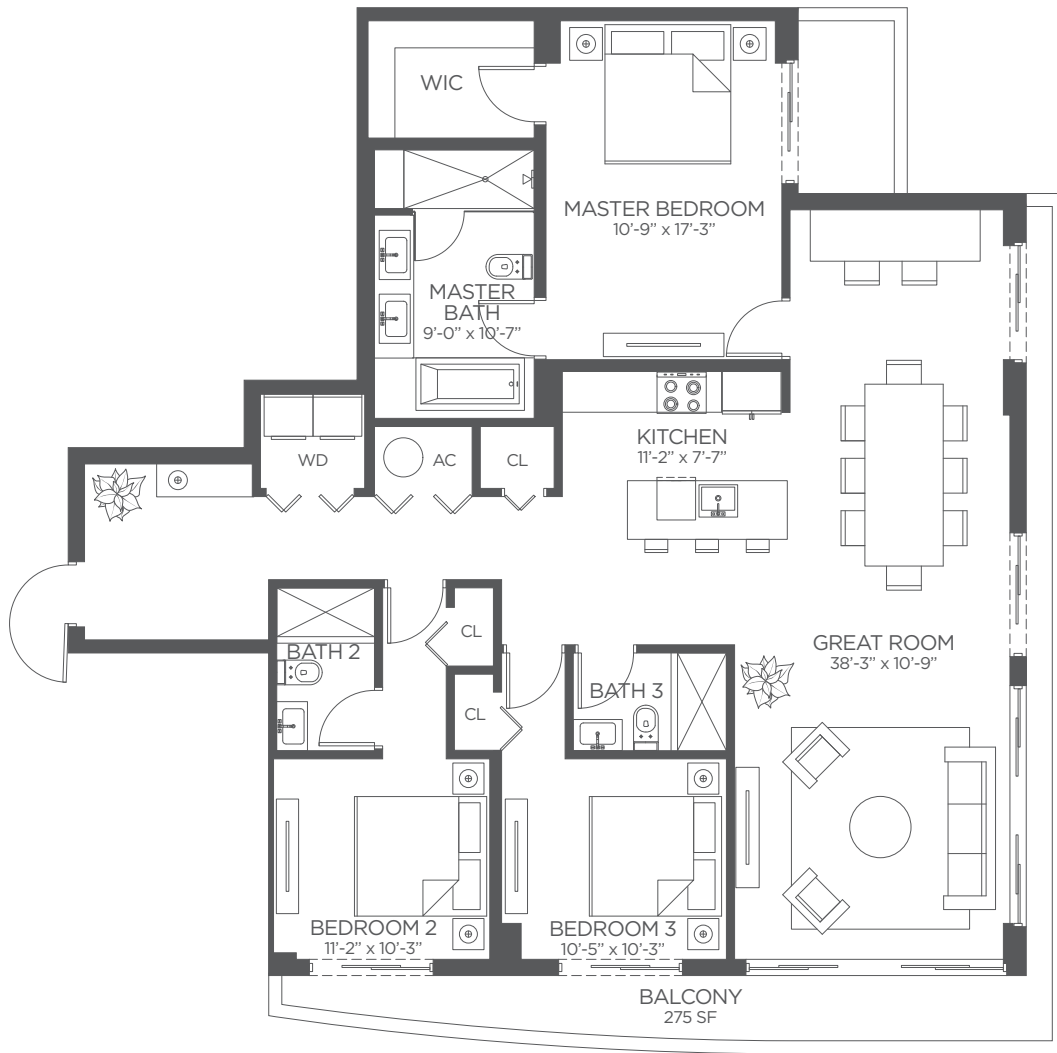 WIC
MASTER BEDROOM
10'-9" x 17'-3"
MASTER
BATH
9'-0" x 10'-7"
KITCHEN
11'-2" x 7'-7"
WD
AC
CL
CL
BATH 2
GREAT ROOM
38'-3" x 10'-9"
BATH 3
CL
BEDROOM 2
11'-2" x 10'-3"
BEDROOM 3
10'-5" x 10'-3"
BALCONY
275 SF